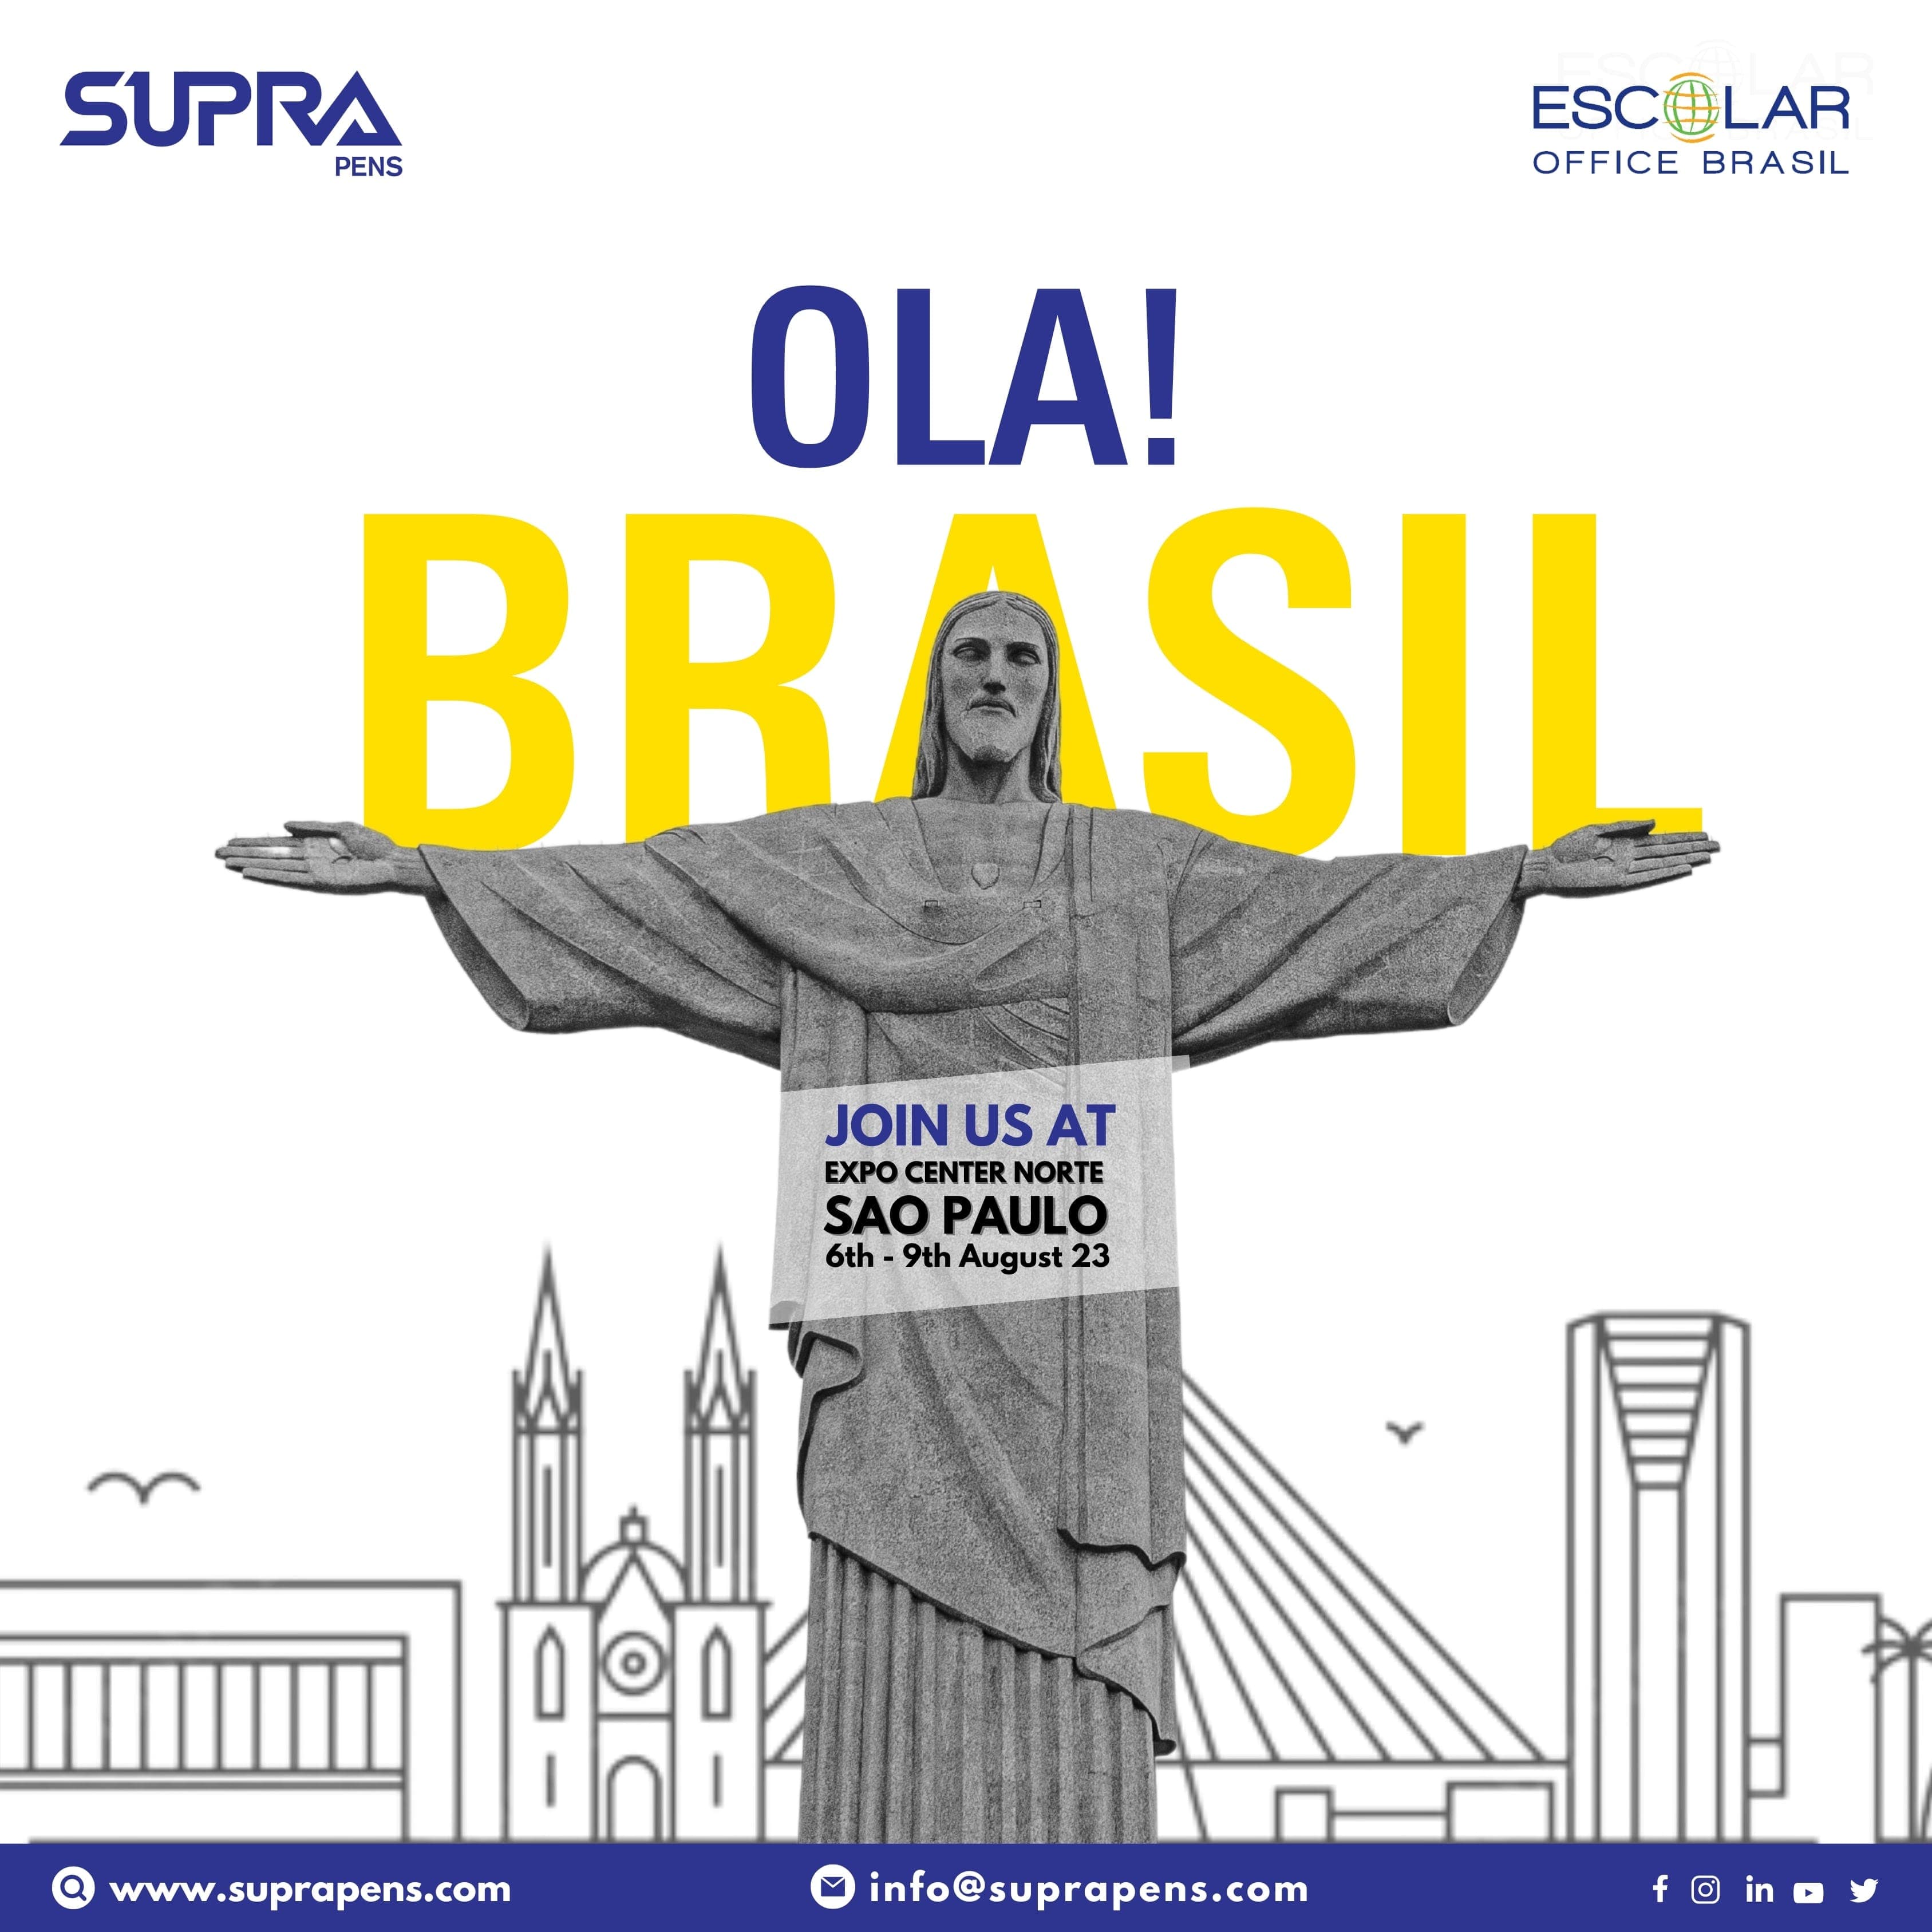 SUPRA
PENS
ESCOLAR
OFFICE BRASIL
OLA!
BRASIL
JOIN US AT
EXPO CENTER NORTE
SAO PAULO
6th - 9th August 23
www.suprapens.com
info@suprapens.com